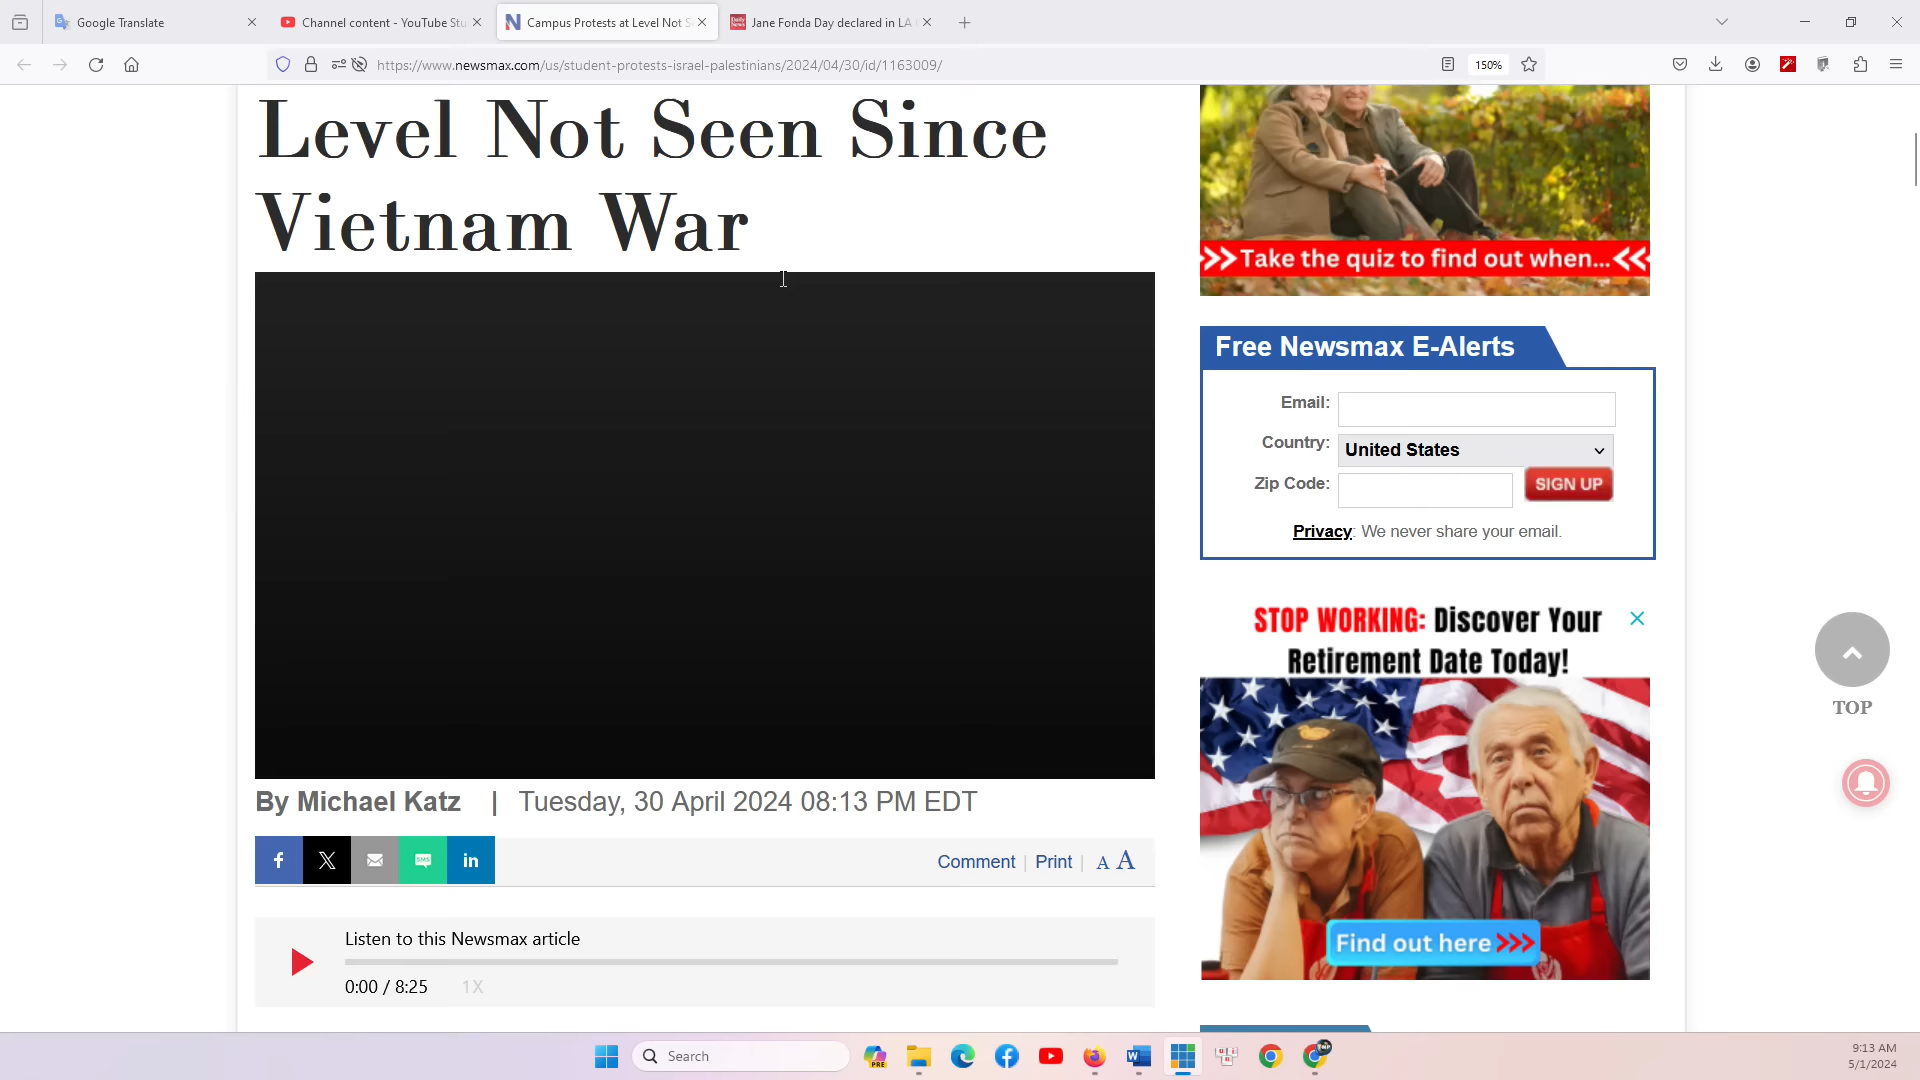 Google Translate
Channel content - YouTube Stu
Campus Protests at Level Not S
Jane Fonda Day declared in LA
https://www.newsmax.com/us/student-protests-israel-palestinians/2024/04/30/id/1163009/
150%
Level Not Seen Since
Vietnam War
By Michael Katz | Tuesday, 30 April 2024 08:13 PM EDT
f X SMS in
Comment | Print | A A
Listen to this Newsmax article
0:00 / 8:25 1X
>>> Take the quiz to find out when... <<
Free Newsmax E-Alerts
Email:
Country: United States
Zip Code: SIGN UP
Privacy: We never share your email.
STOP WORKING: Discover Your
Retirement Date Today!
Find out here >>>
TOP
Search
PRE
9:13 AM
5/1/2024